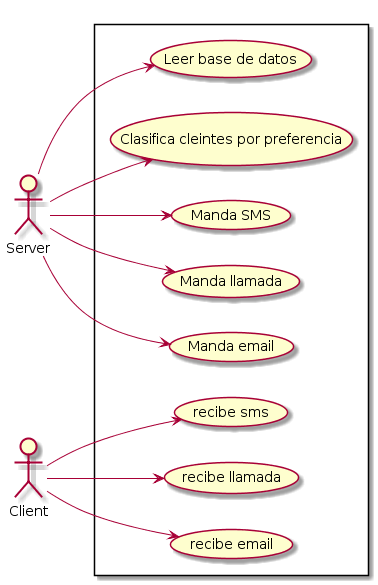 Leer base de datos
Clasifica cleintes por preferencia
Manda SMS
Server
Manda llamada
Manda email
recibe sms
recibe llamada
Client
recibe email